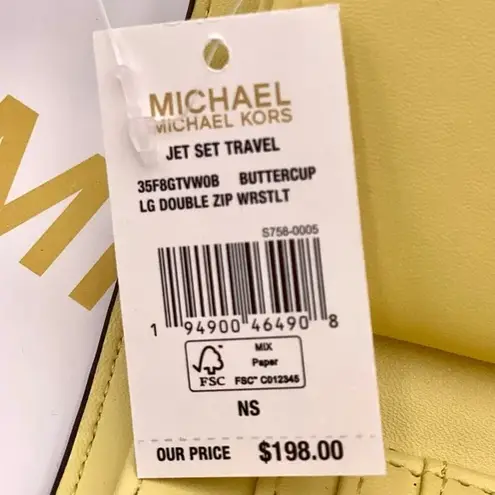 MICHAEL
MICHAEL KORS
JET SET TRAVEL
35F8GTVW0B BUTTERCUP
LG DOUBLE ZIP WRSTLT
S758-0005
1 94900 46490 8
MIX
Paper
FSC FSC™ C012345
NS
OUR PRICE $198.00